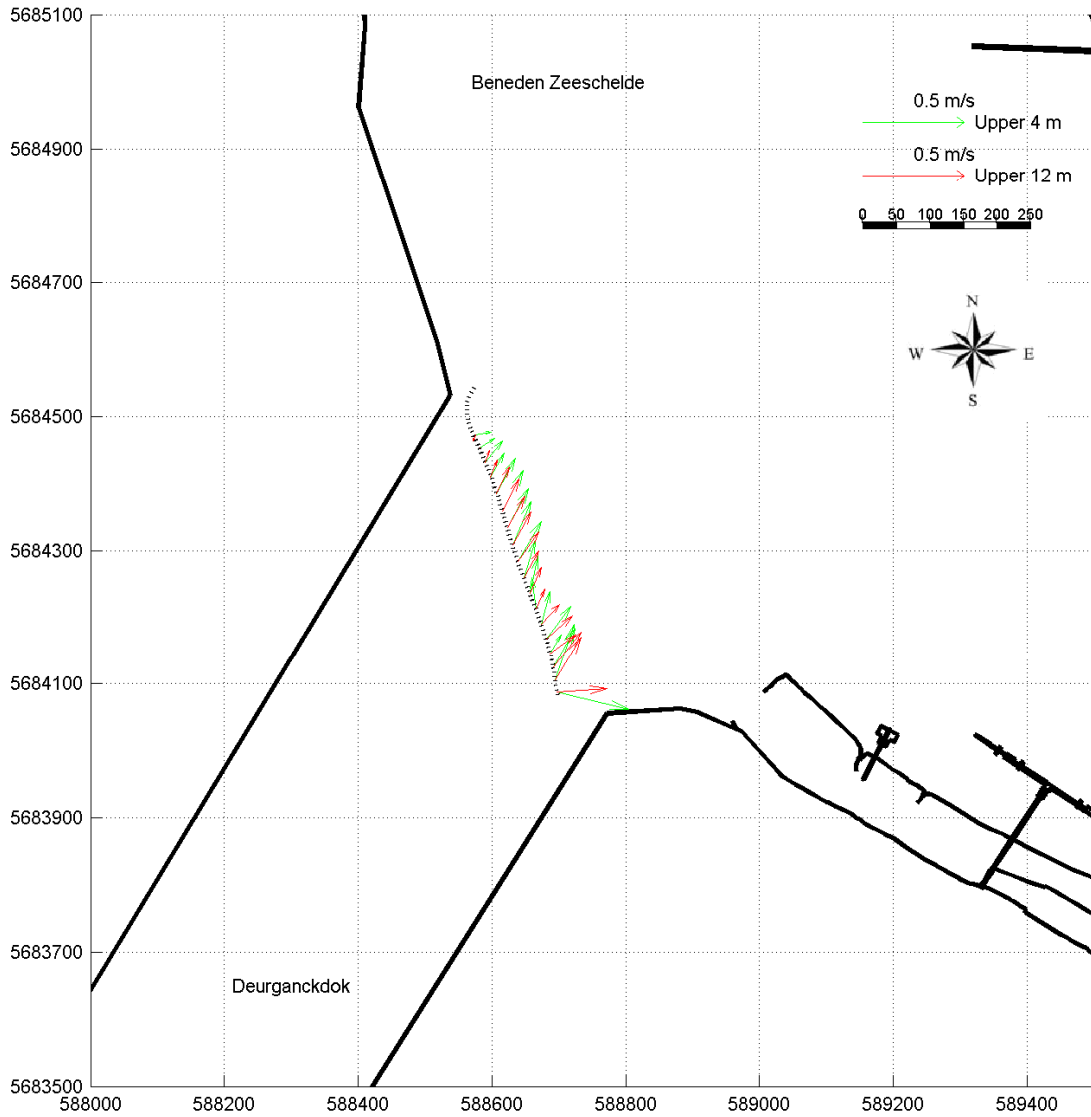 5685100
Beneden Zeeschelde
0.5 m/s
Upper 4 m
5684900
0.5 m/s
Upper 12 m
0 50 100 150 200 250
5684700
N
W E
S
5684500
5684300
5684100
5683900
5683700
Deurganckdok
5683500
588000 588200 588400 588600 588800 589000 589200 589400